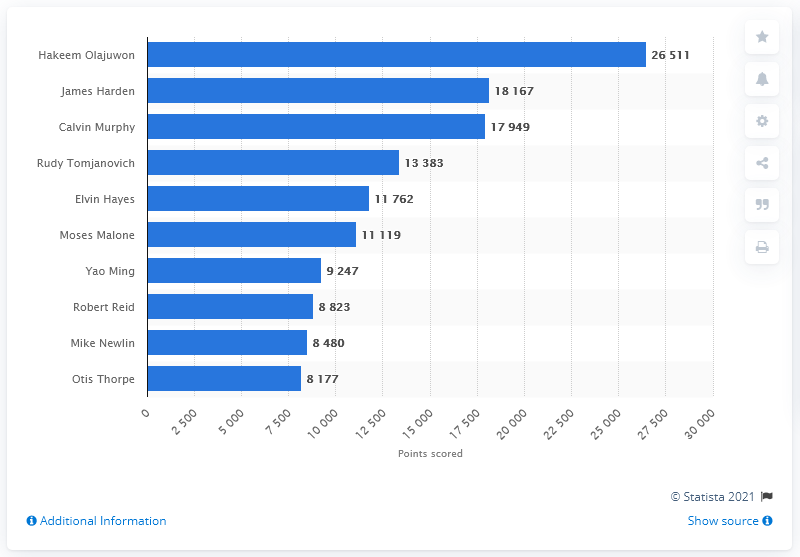 Hakeem Olajuwon 26 511
James Harden 18 167
Calvin Murphy 17 949
Rudy Tomjanovich 13 383
Elvin Hayes 11 762
Moses Malone 11 119
Yao Ming 9 247
Robert Reid 8 823
Mike Newlin 8 480
Otis Thorpe 8 177
0 2 500 5 000 7 500 10 000 12 500 15 000 17 500 20 000 22 500 25 000 27 500 30 000
Points scored
© Statista 2021
Additional Information Show source